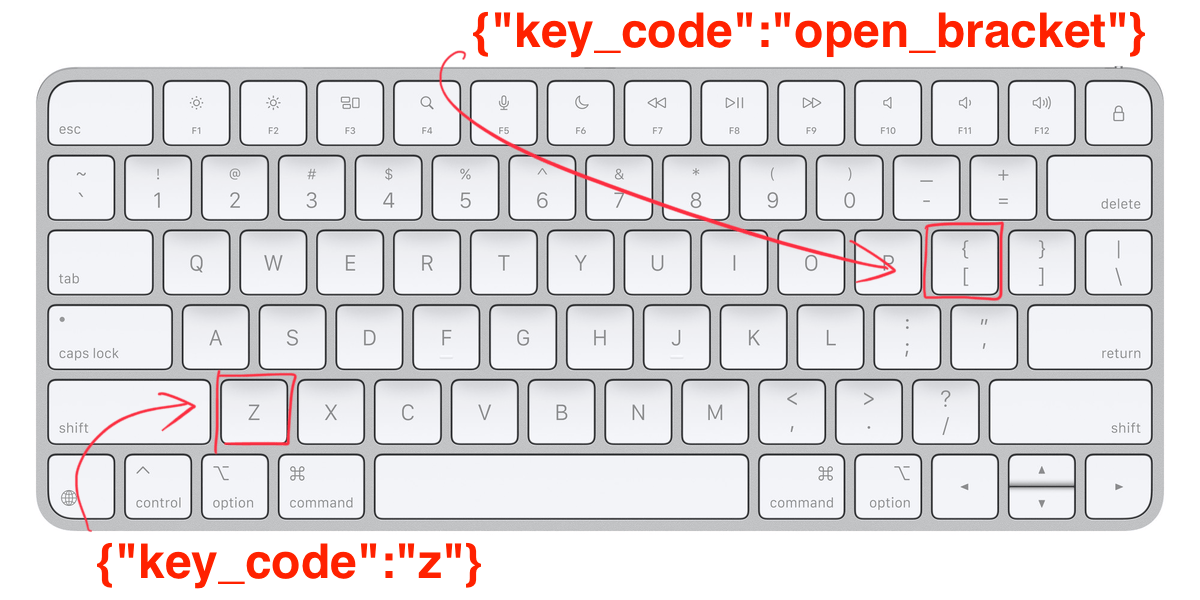 {"key_code":"open_bracket"}
esc F1 F2 F3 F4 F5 F6 F7 F8 F9 F10 F11 F12
~ ! @ # $ % ^ & * ( ) _ +
` 1 2 3 4 5 6 7 8 9 0 - = delete
{ } |
tab Q W E R T Y U I O P [ ] \
: "
caps lock A S D F G H J K L ; ' return
< > ?
shift Z X C V B N M , . / shift
^ ⌥ ⌘ ⌘ ⌥
control option command command option
{"key_code":"z"}